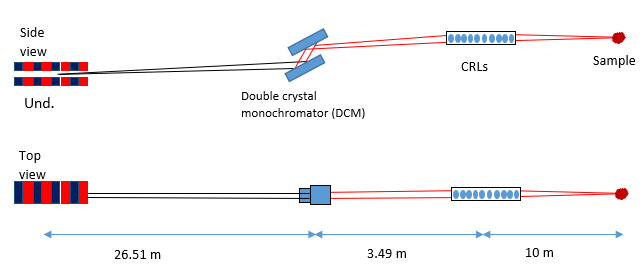 Side
view
Und.
Double crystal
monochromator (DCM)
CRLs
Sample
Top
view
26.51 m
3.49 m
10 m